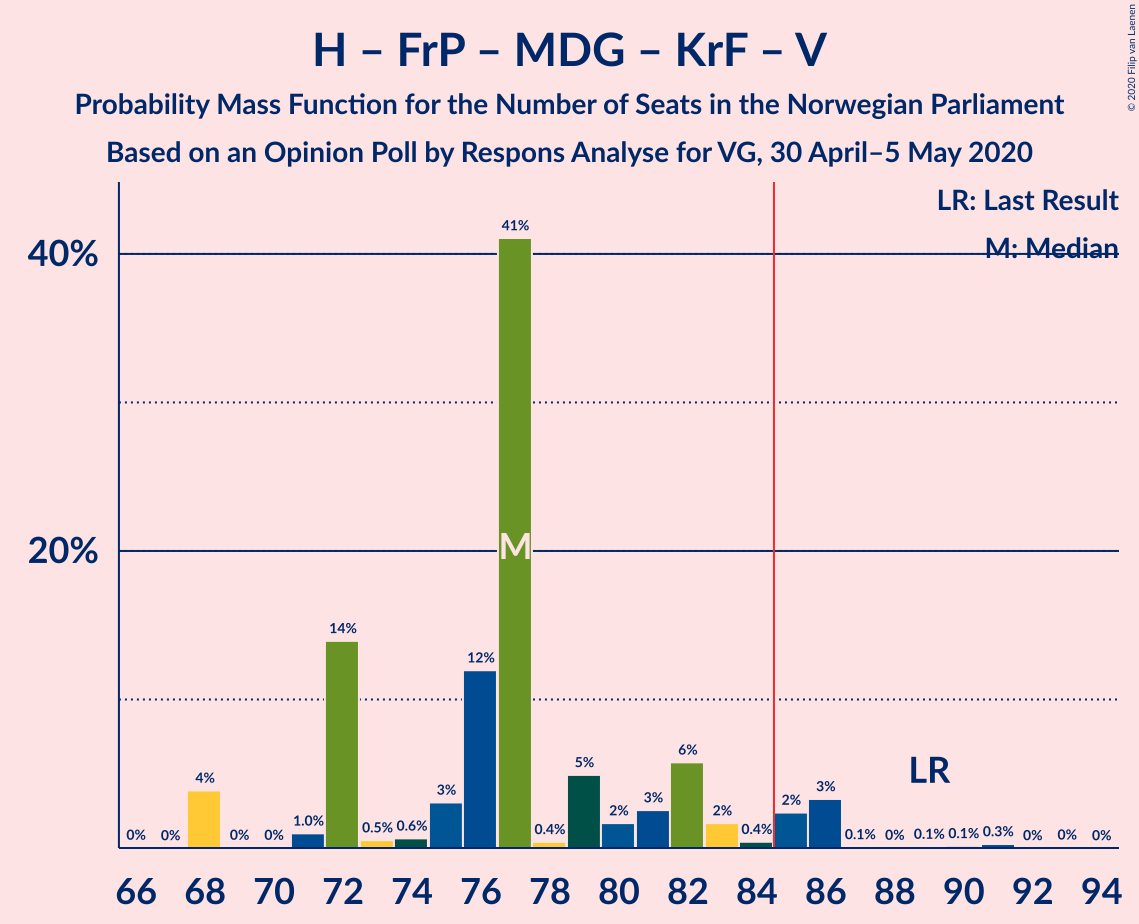 H – FrP – MDG – KrF – V
Probability Mass Function for the Number of Seats in the Norwegian Parliament
Based on an Opinion Poll by Respons Analyse for VG, 30 April–5 May 2020
© 2020 Filip van Laenen
LR: Last Result
M: Median
40%
20%
41%
M
14%
12%
4%
3%
5%
6%
LR
0% 0% 0% 0% 1.0% 0.5% 0.6% 0.4% 2% 3% 2% 0.4% 2% 3% 0.1% 0% 0.1% 0.1% 0.3% 0% 0% 0%
66 68 70 72 74 76 78 80 82 84 86 88 90 92 94